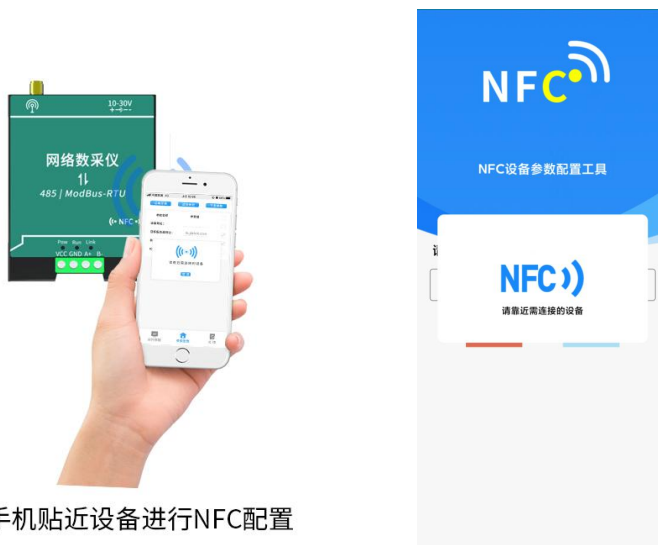 10-30V
网络数采仪
485 | ModBus-RTU
NFC
Pow Run Link
VCC GND A+ B-
手机贴近设备进行NFC配置
NFC
NFC设备参数配置工具
NFC
请靠近需连接的设备